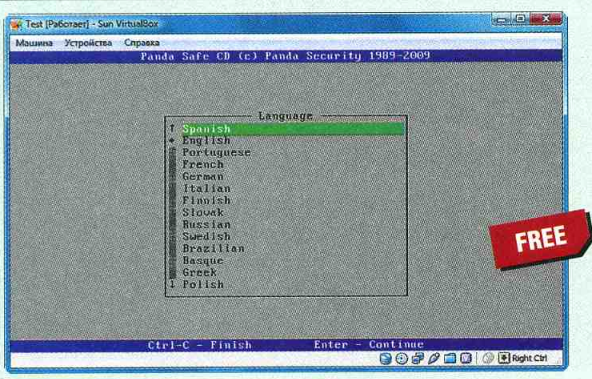 Test [Работает] - Sun VirtualBox
Машина Устройства Справка
Panda Safe CD (c) Panda Security 1989-2009
Language
Spanish
English
Portuguese
French
German
Italian
Finnish
Slovak
Russian
Swedish
Brazilian
Basque
Greek
Polish
FREE
Ctrl-C - Finish Enter - Continue
Right Ctrl